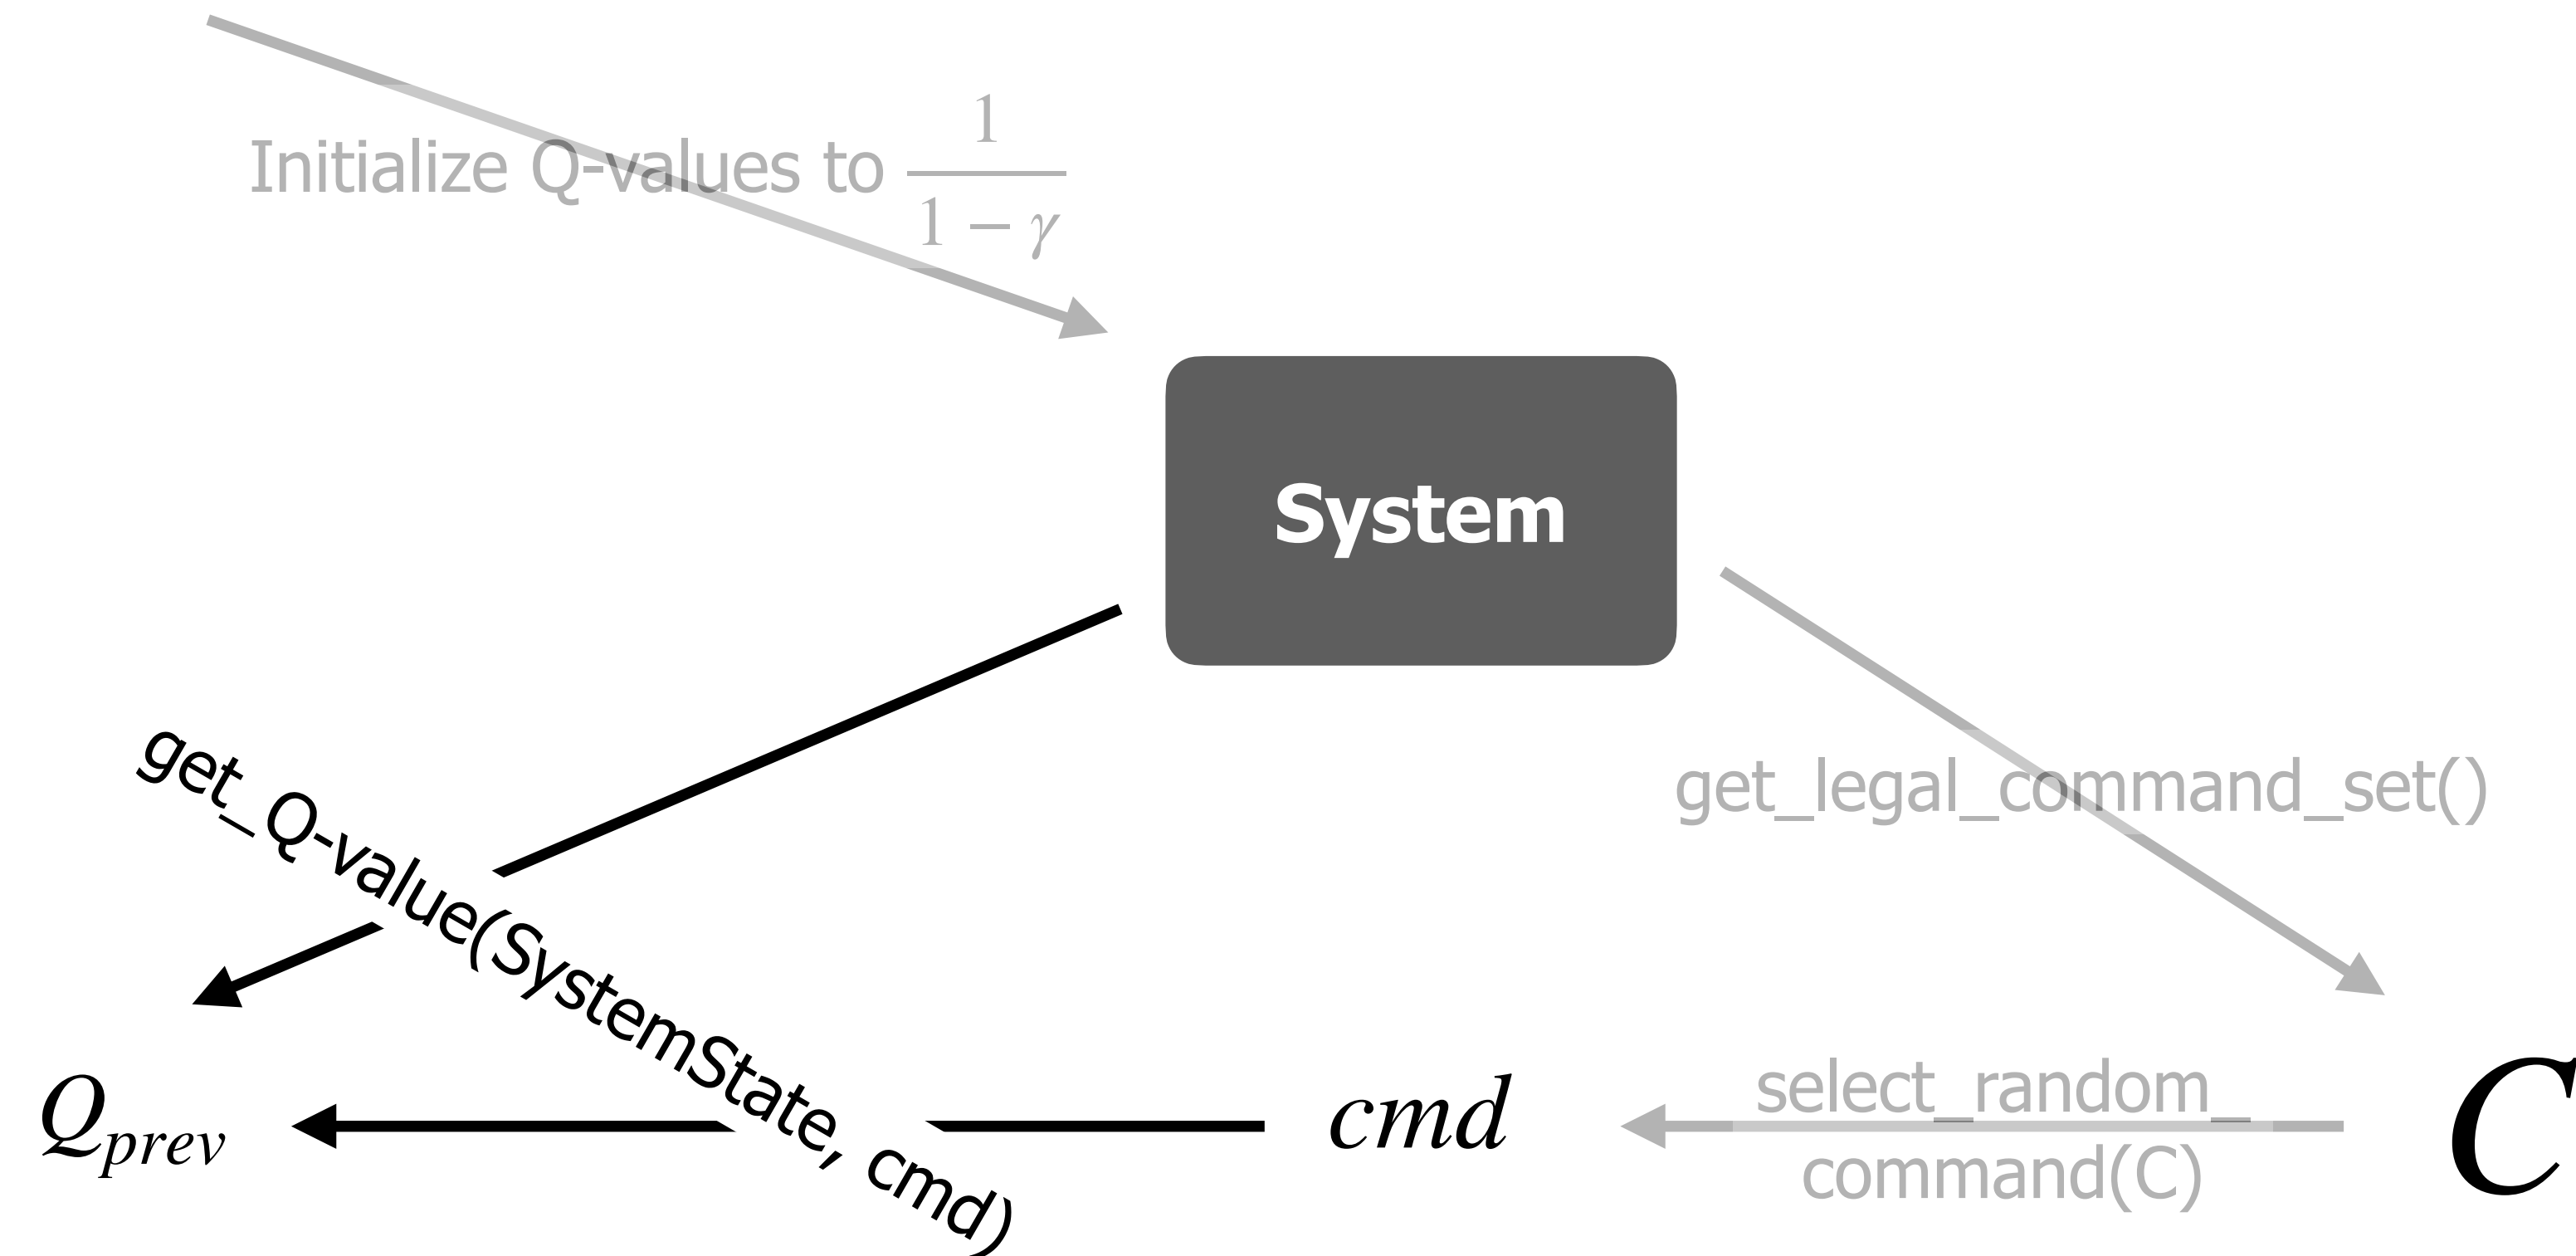 Initialize Q-values to 1 / (1 − γ)
System
get_legal_command_set()
get_Q-value(SystemState, cmd)
Q_prev
cmd
select_random_
command(C)
C